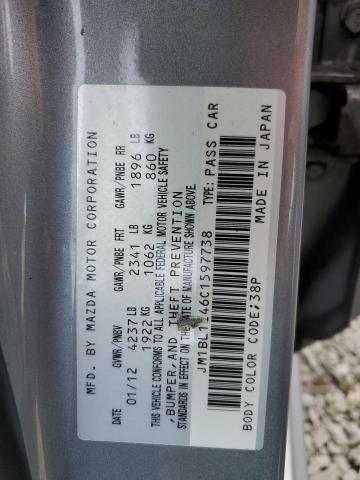 MFD. BY MAZDA MOTOR CORPORATION
DATE GVWR/PNBV GAWR/PNBE FRT GAWR/PNBE RR
01/12 4237 LB 2341 LB 1896 LB
1922 KG 1062 KG 860 KG
THIS VEHICLE CONFORMS TO ALL APPLICABLE FEDERAL MOTOR VEHICLE SAFETY
, BUMPER, AND THEFT PREVENTION
STANDARDS IN EFFECT ON THE DATE OF MANUFACTURE SHOWN ABOVE.
46C1597738 TYPE: PASS CAR
BODY COLOR CODE: 38P MADE IN JAPAN